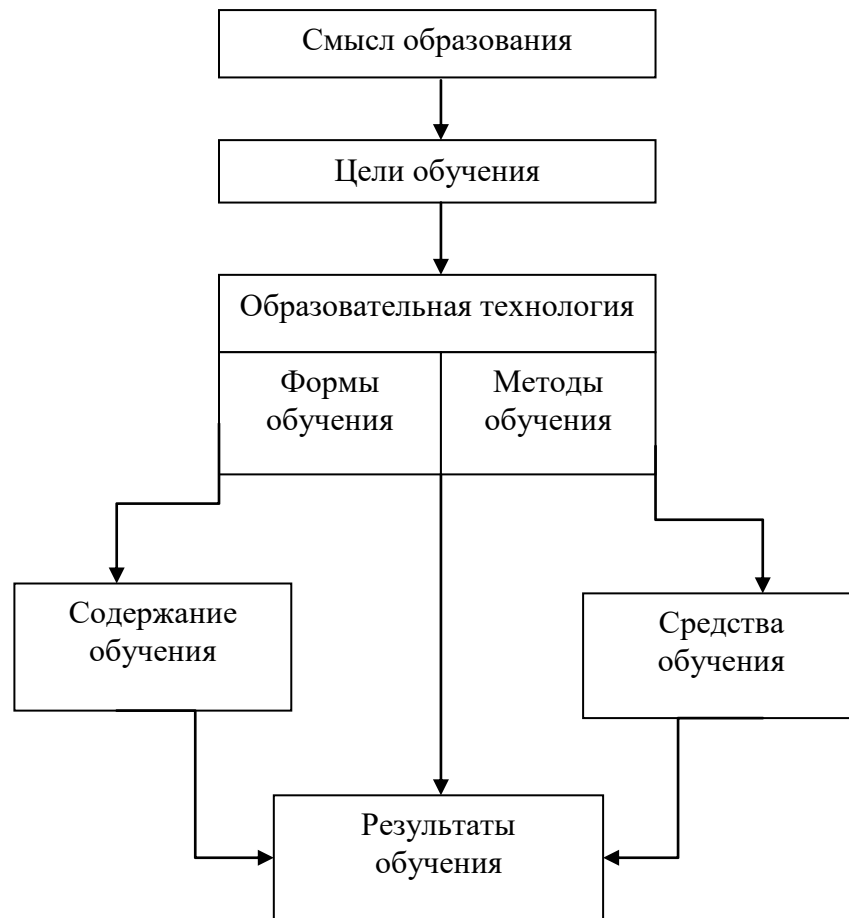 Смысл образования
Цели обучения
Образовательная технология
Формы
обучения
Методы
обучения
Содержание
обучения
Средства
обучения
Результаты
обучения